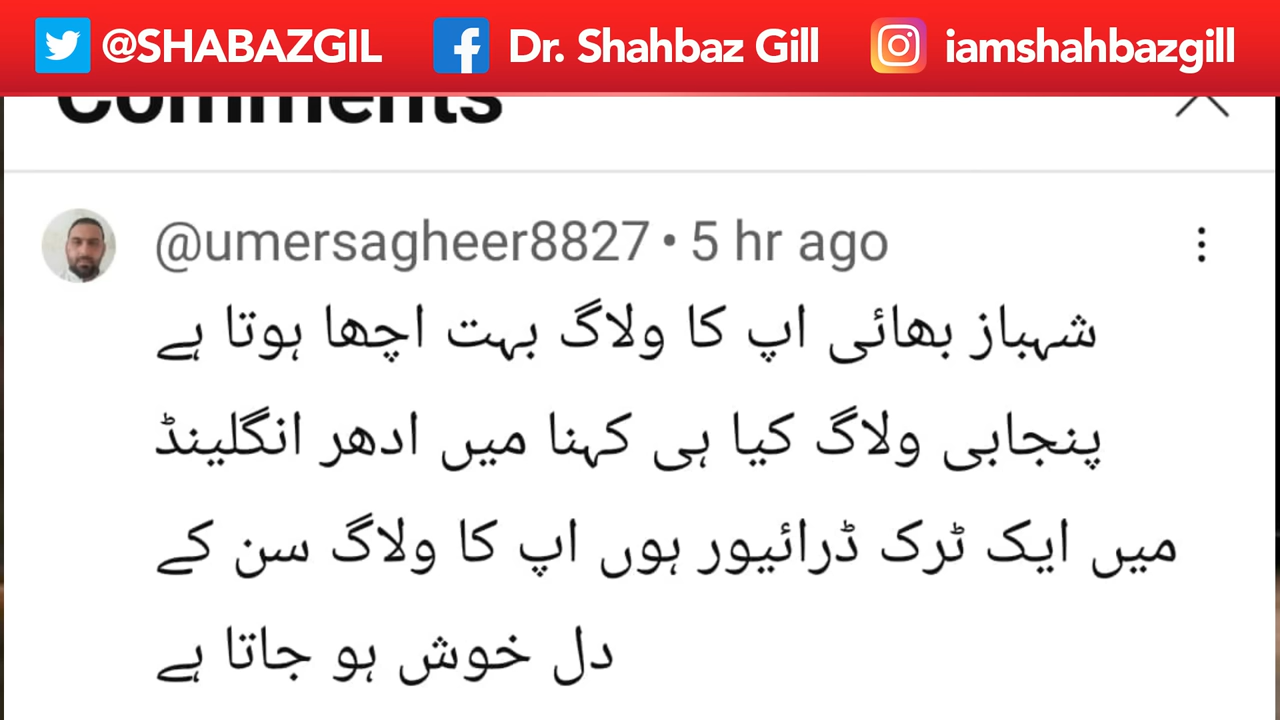 @SHABAZGIL Dr. Shahbaz Gill iamshahbazgill
Comments
@umersagheer8827 • 5 hr ago
شہباز بھائی اپ کا ولاگ بہت اچھا ہوتا ہے
پنجابی ولاگ کیا ہی کہنا میں ادھر انگلینڈ
میں ایک ٹرک ڈرائیور ہوں اپ کا ولاگ سن کے
دل خوش ہو جاتا ہے